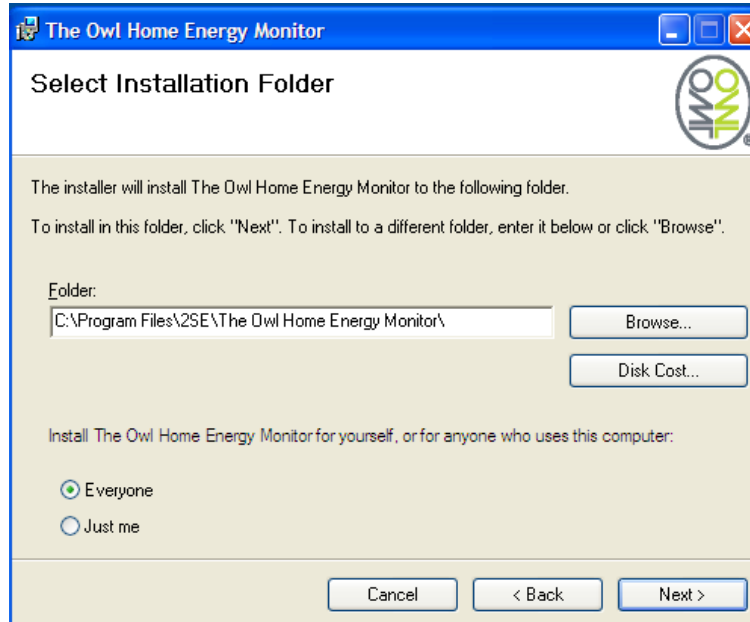 The Owl Home Energy Monitor
Select Installation Folder
OWL
OWL
®
The installer will install The Owl Home Energy Monitor to the following folder.
To install in this folder, click "Next". To install to a different folder, enter it below or click "Browse".
Folder:
C:\Program Files\2SE\The Owl Home Energy Monitor\
Browse...
Disk Cost...
Install The Owl Home Energy Monitor for yourself, or for anyone who uses this computer:
Everyone
Just me
Cancel
< Back
Next >